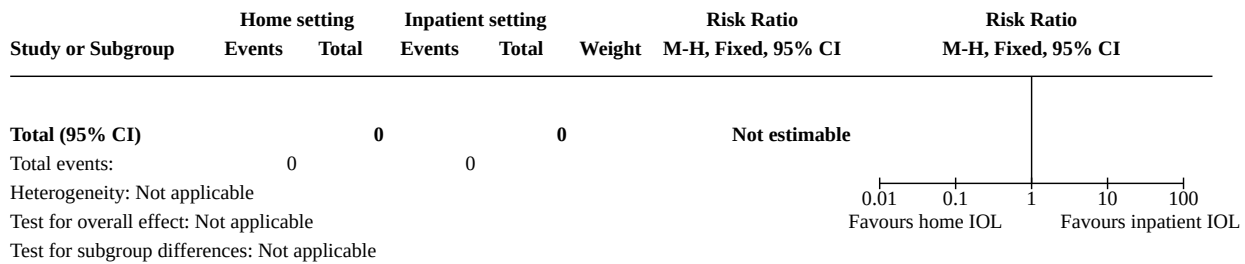 Home setting Inpatient setting Risk Ratio Risk Ratio
Study or Subgroup Events Total Events Total Weight M-H, Fixed, 95% CI M-H, Fixed, 95% CI
Total (95% CI) 0 0 Not estimable
Total events: 0 0
Heterogeneity: Not applicable
Test for overall effect: Not applicable
Test for subgroup differences: Not applicable
0.01 0.1 1 10 100
Favours home IOL Favours inpatient IOL